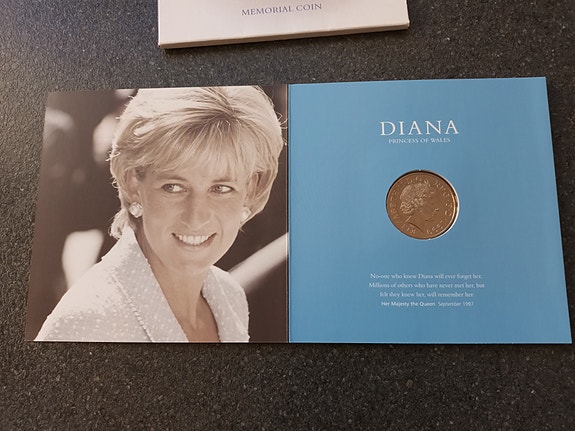 MEMORIAL COIN
DIANA
PRINCESS OF WALES
No-one who knew Diana will ever forget her.
Millions of others who have never met her, but
felt they knew her, will remember her.
Her Majesty the Queen September 1997